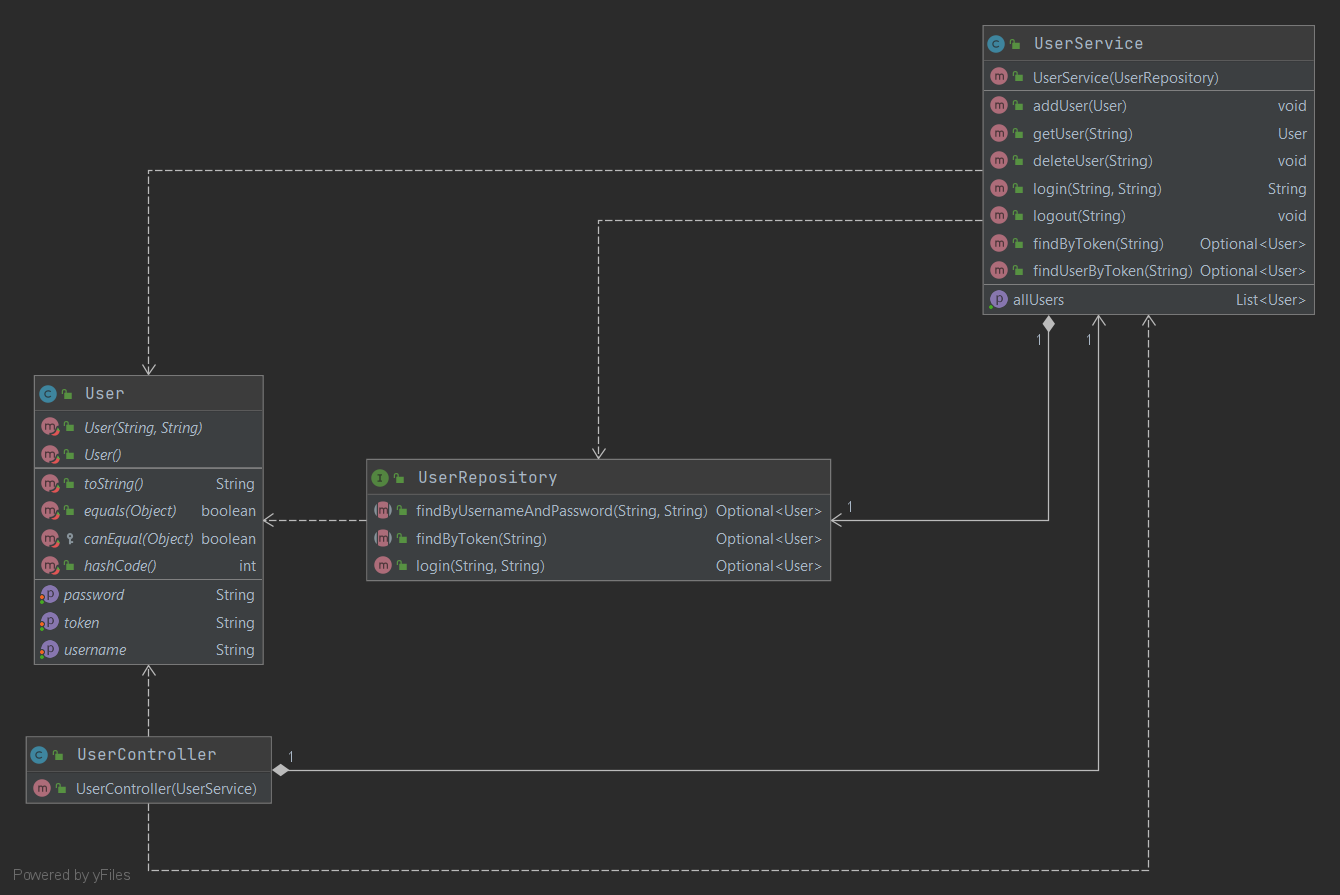 UserService
UserService(UserRepository)
addUser(User) void
getUser(String) User
deleteUser(String) void
login(String, String) String
logout(String) void
findByToken(String) Optional<User>
findUserByToken(String) Optional<User>
allUsers List<User>
1 1
User
User(String, String)
User()
toString() String
equals(Object) boolean
canEqual(Object) boolean
hashCode() int
password String
token String
username String
UserRepository
findByUsernameAndPassword(String, String) Optional<User>
findByToken(String) Optional<User>
login(String, String) Optional<User>
1
UserController
UserController(UserService)
1
Powered by yFiles